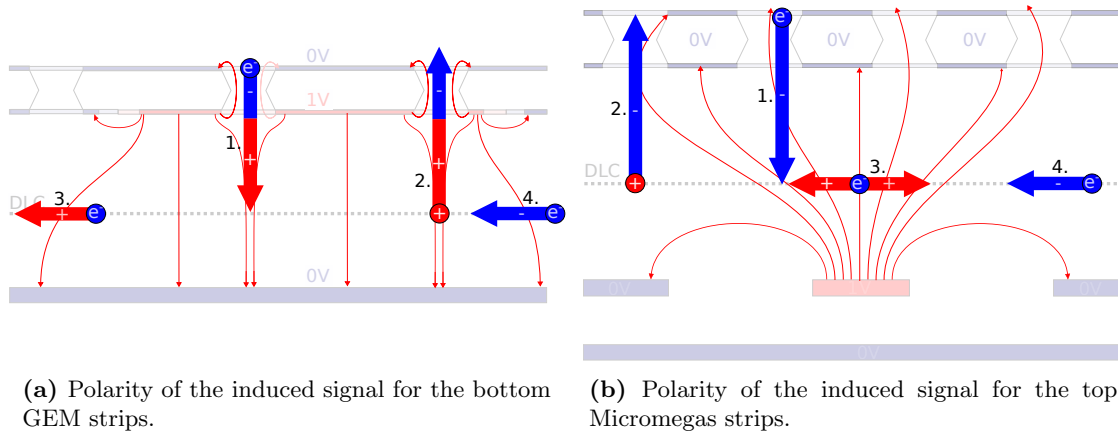 0V
e⁻
-
1V
1.
+
-
+
2.
DLC
3.
+
e⁻
+
4.
-
e⁻
0V
(a) Polarity of the induced signal for the bottom
GEM strips.
e⁻
0V
0V
0V
1.
-
2.
-
DLC
+
+
e⁻
3.
+
4.
-
e⁻
0V
1V
0V
0V
(b) Polarity of the induced signal for the top
Micromegas strips.